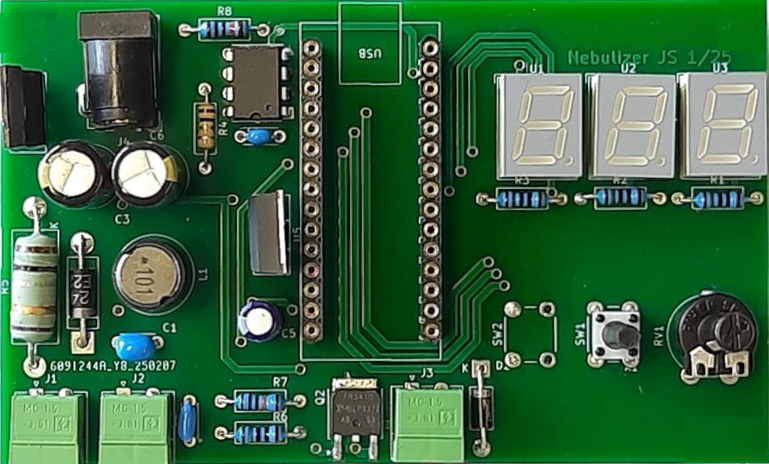 R8
USB
Nebulizer JS 1/25
U1
U2
U3
R4
J4
C6
C3
R3
R2
R1
K
U5
R5
101
L1
C5
C1
SW2
SW1
RV1
G091244A_Y8_250207
J1
J2
J3
K
R7
R6
Q2
MC 1,5
MC 1,5
MC 1,5